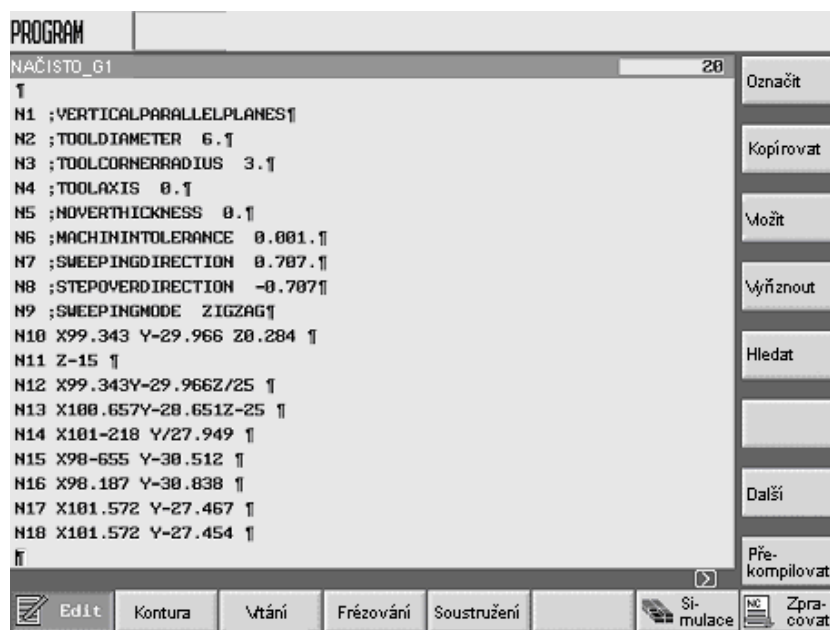 PROGRAM
NAČISTO_G1 20
¶
N1 ;VERTICALPARALLELPLANES¶
N2 ;TOOLDIAMETER 6.¶
N3 ;TOOLCORNERRADIUS 3.¶
N4 ;TOOLAXIS 0.¶
N5 ;NOVERTHICKNESS 0.¶
N6 ;MACHININTOLERANCE 0.001.¶
N7 ;SWEEPINGDIRECTION 0.707.¶
N8 ;STEPOVERDIRECTION -0.707¶
N9 ;SWEEPINGMODE ZIGZAG¶
N10 X99.343 Y-29.966 Z0.284 ¶
N11 Z-15 ¶
N12 X99.343Y-29.966Z/25 ¶
N13 X100.657Y-28.651Z-25 ¶
N14 X101-218 Y/27.949 ¶
N15 X98-655 Y-30.512 ¶
N16 X98.187 Y-30.838 ¶
N17 X101.572 Y-27.467 ¶
N18 X101.572 Y-27.454 ¶
¶
Označit
Kopírovat
Vložit
Vyříznout
Hledat
Další
Pře-
kompilovat
Edit
Kontura
Vrtání
Frézování
Soustružení
Si-
mulace
NC
Zpra-
covat